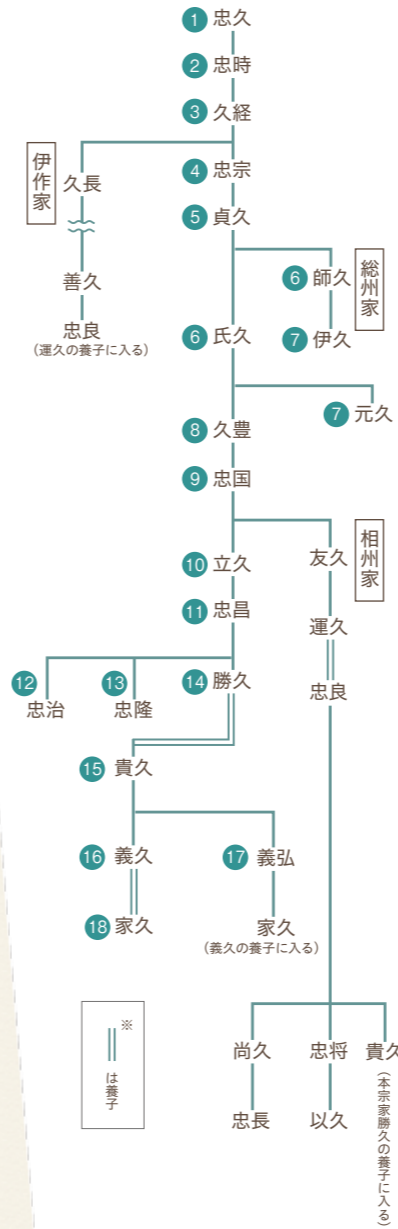 1 忠久
2 忠時
3 久経
伊作家
久長
4 忠宗
5 貞久
善久
忠良
(運久の養子に入る)
総州家
6 師久
7 伊久
6 氏久
7 元久
8 久豊
9 忠国
相州家
友久
10 立久
11 忠昌
運久
忠良
12 忠治
13 忠隆
14 勝久
15 貴久
16 義久
17 義弘
18 家久
家久
(義久の養子に入る)
※
は養子
尚久
忠将
貴久
(本宗家勝久の養子に入る)
忠長
以久